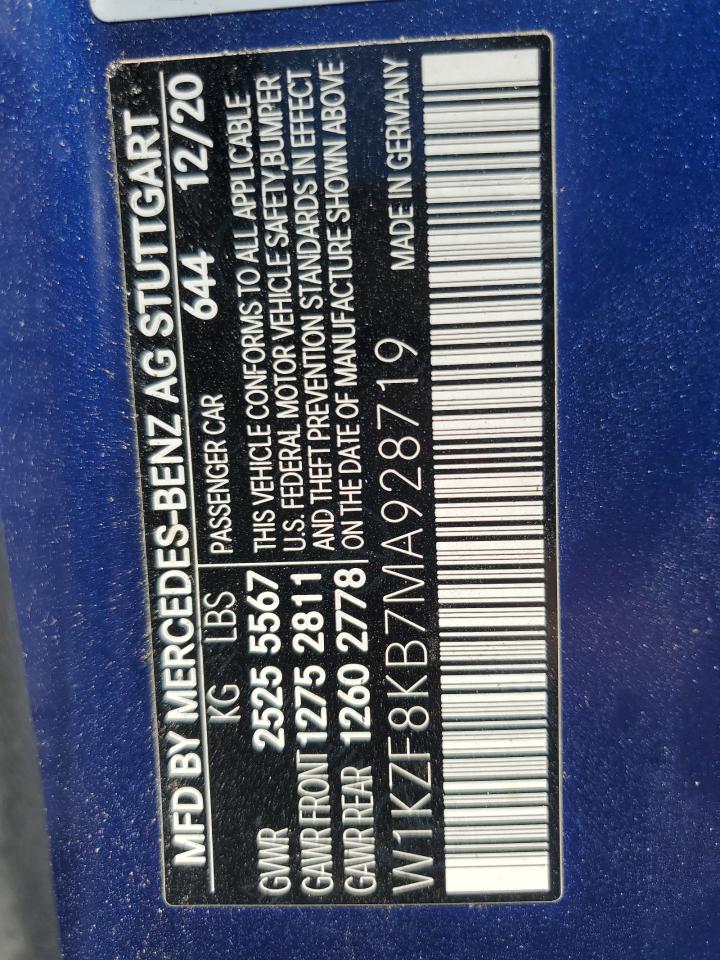 MFD BY MERCEDES-BENZ AG STUTTGART
KG LBS 644 12/20
PASSENGER CAR
GVWR 2525 5567
GAWR FRONT 1275 2811
GAWR REAR 1260 2778
THIS VEHICLE CONFORMS TO ALL APPLICABLE
U.S. FEDERAL MOTOR VEHICLE SAFETY,BUMPER
AND THEFT PREVENTION STANDARDS IN EFFECT
ON THE DATE OF MANUFACTURE SHOWN ABOVE
W1KZF8KB7MA928719 MADE IN GERMANY